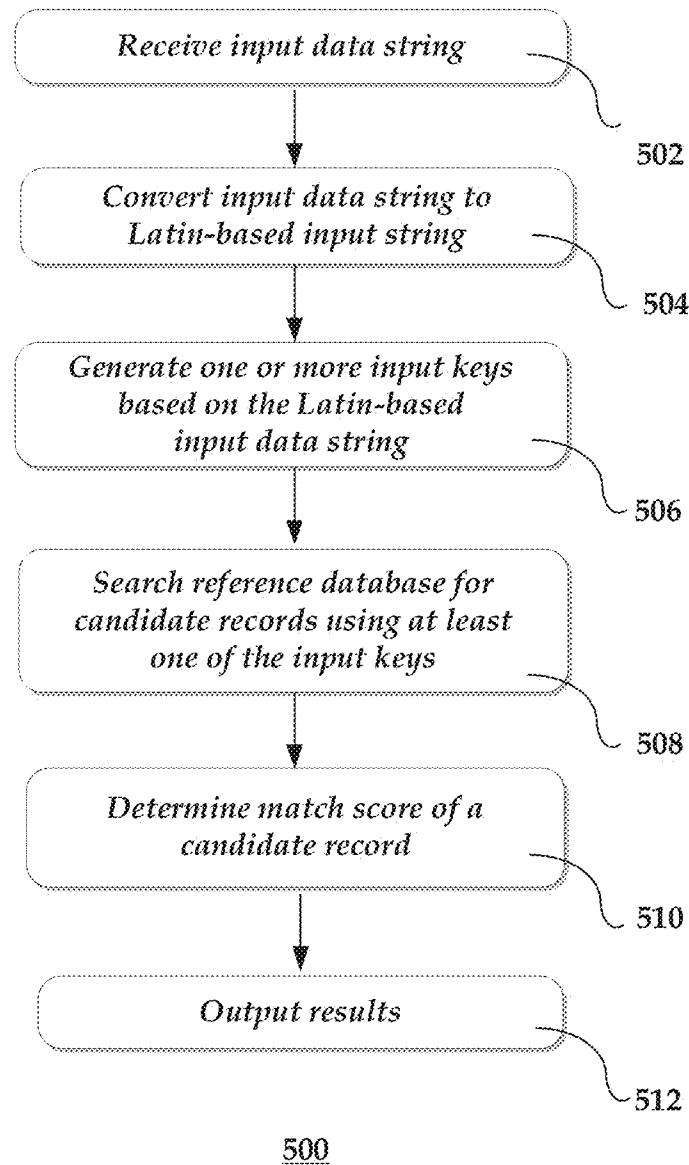 Receive input data string
502
Convert input data string to
Latin-based input string
504
Generate one or more input keys
based on the Latin-based
input data string
506
Search reference database for
candidate records using at least
one of the input keys
508
Determine match score of a
candidate record
510
Output results
512
500